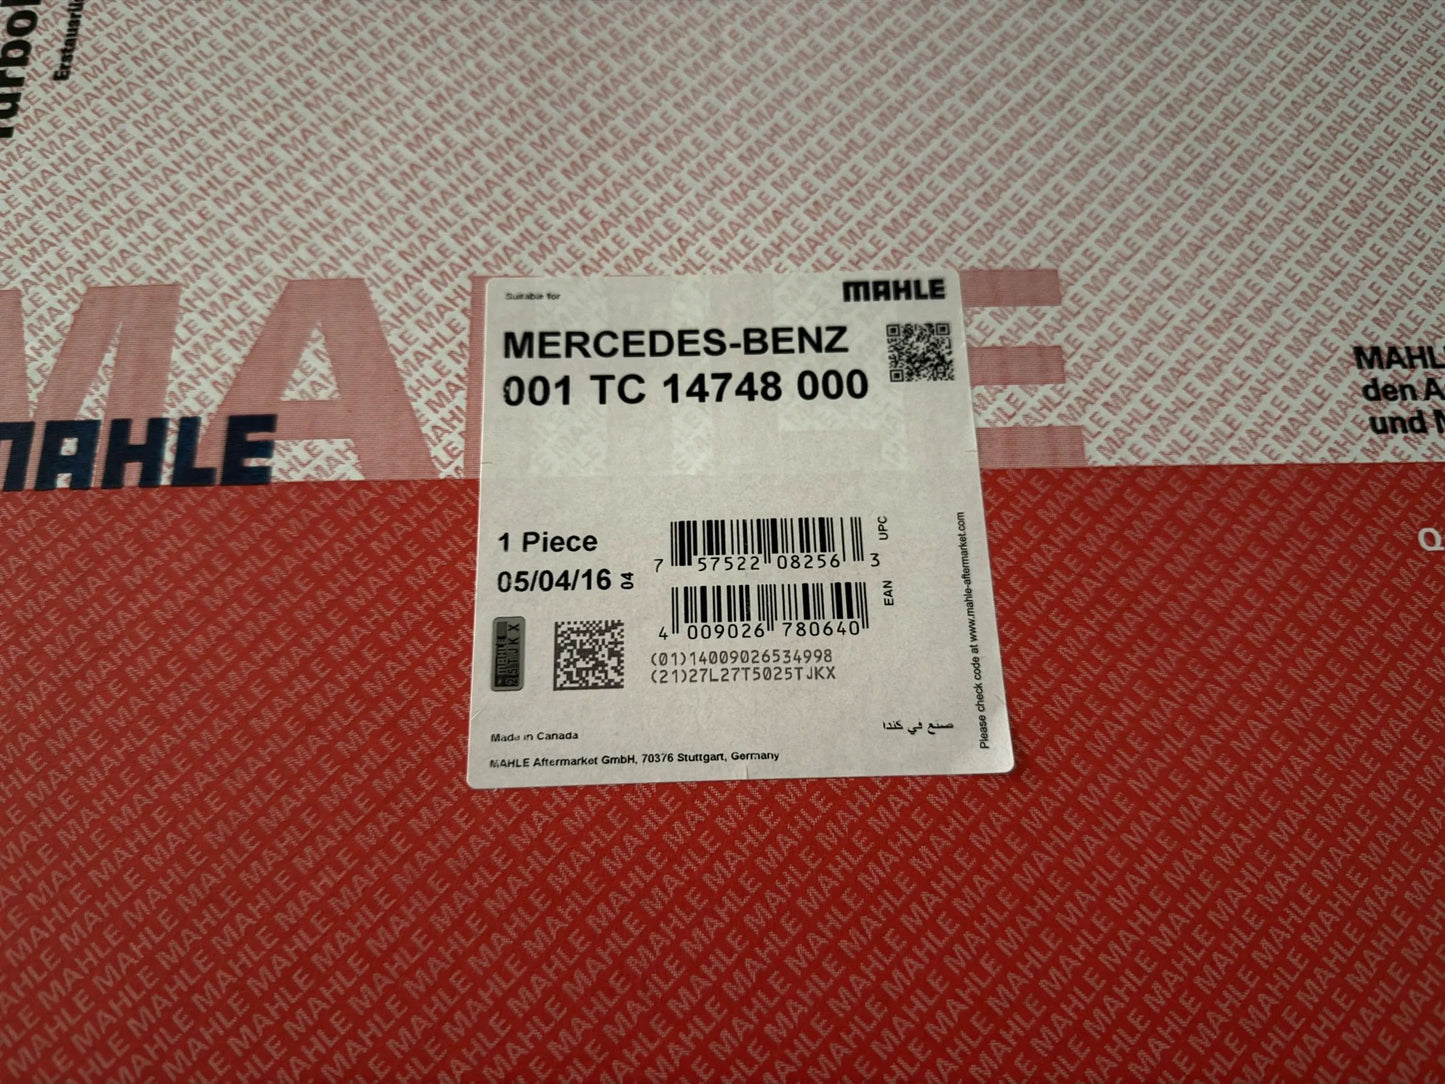 Suitable for
MAHLE
MERCEDES-BENZ
001 TC 14748 000
1 Piece
05/04/16 04
7 57522 08256 3
UPC
4 009026 780640
EAN
(01)14009026534998
(21)27L27T5025TJKX
MAHLE
25TJKX
Made in Canada
صنع في كندا
MAHLE Aftermarket GmbH, 70376 Stuttgart, Germany
Please check code at www.mahle-aftermarket.com
MAHLE
MAHLE
den A
und